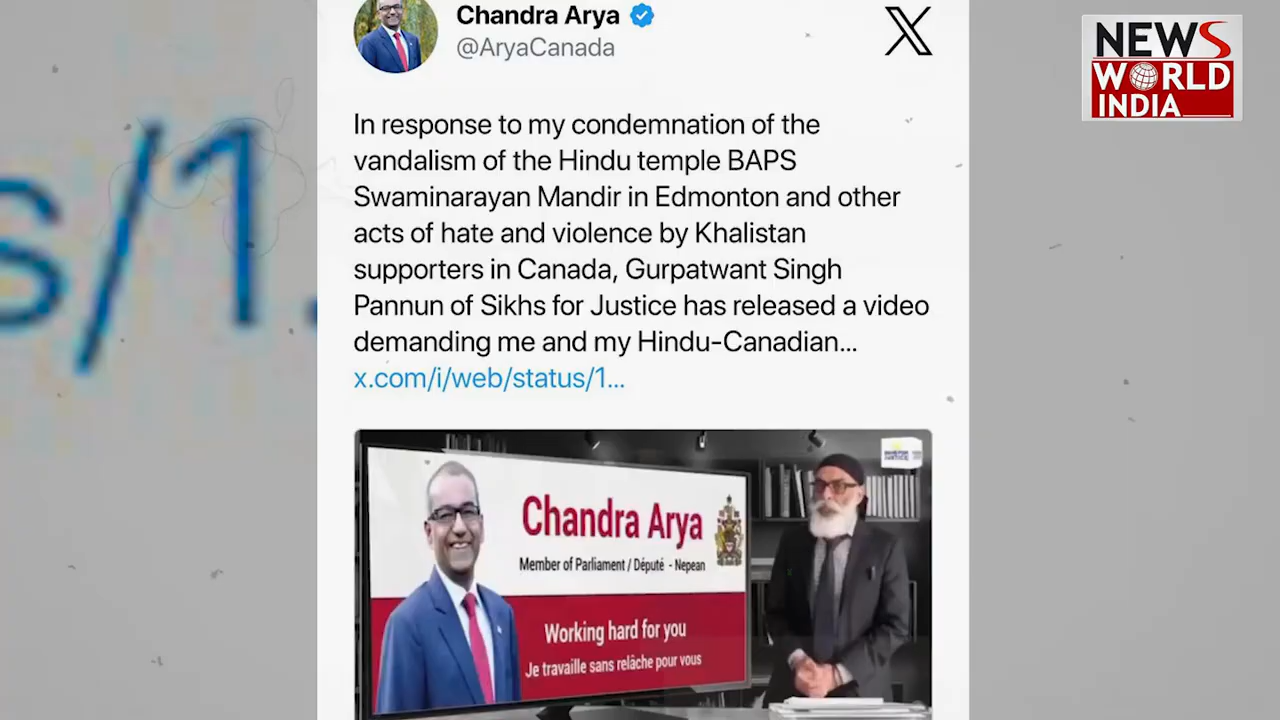 Chandra Arya
@AryaCanada
NEWS
WORLD
INDIA
In response to my condemnation of the
vandalism of the Hindu temple BAPS
Swaminarayan Mandir in Edmonton and other
acts of hate and violence by Khalistan
supporters in Canada, Gurpatwant Singh
Pannun of Sikhs for Justice has released a video
demanding me and my Hindu-Canadian...
x.com/i/web/status/1...
s/1.
Chandra Arya
Member of Parliament / Député - Nepean
Working hard for you
Je travaille sans relâche pour vous